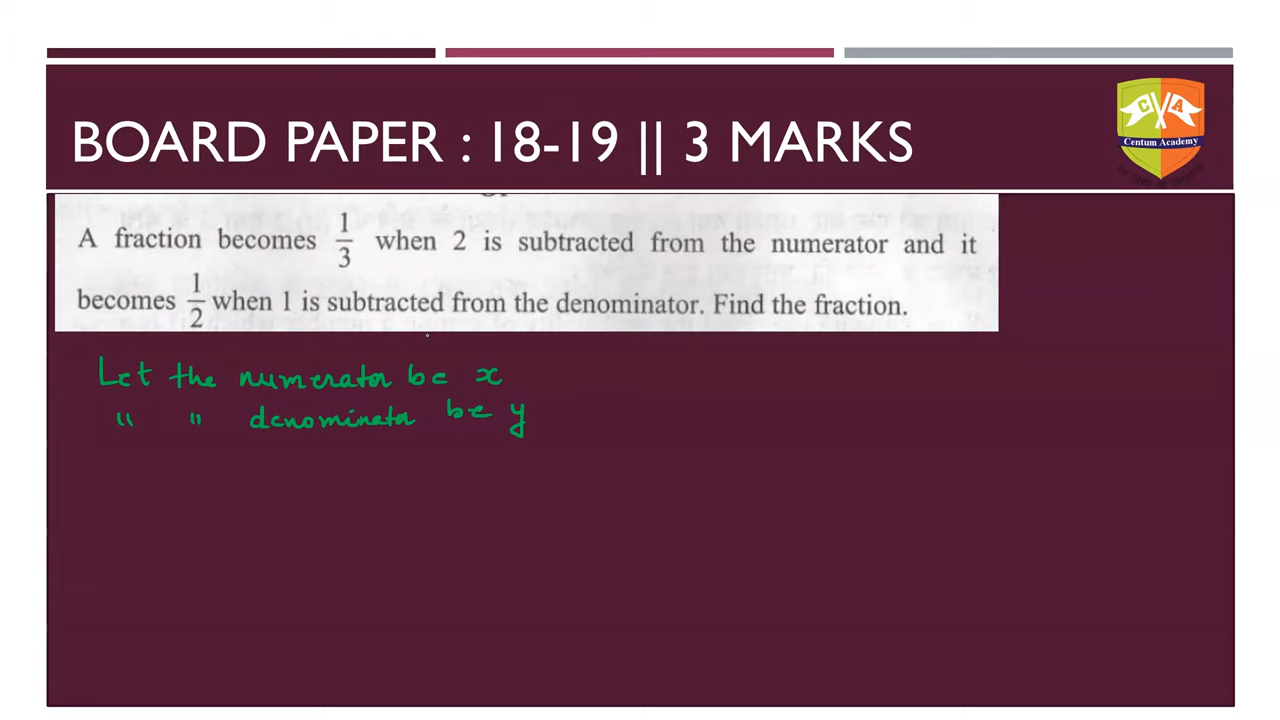 BOARD PAPER : 18-19 || 3 MARKS
C A
Centum Academy
A fraction becomes 1/3 when 2 is subtracted from the numerator and it
becomes 1/2 when 1 is subtracted from the denominator. Find the fraction.
Let the numerator be x
" " denominator be y